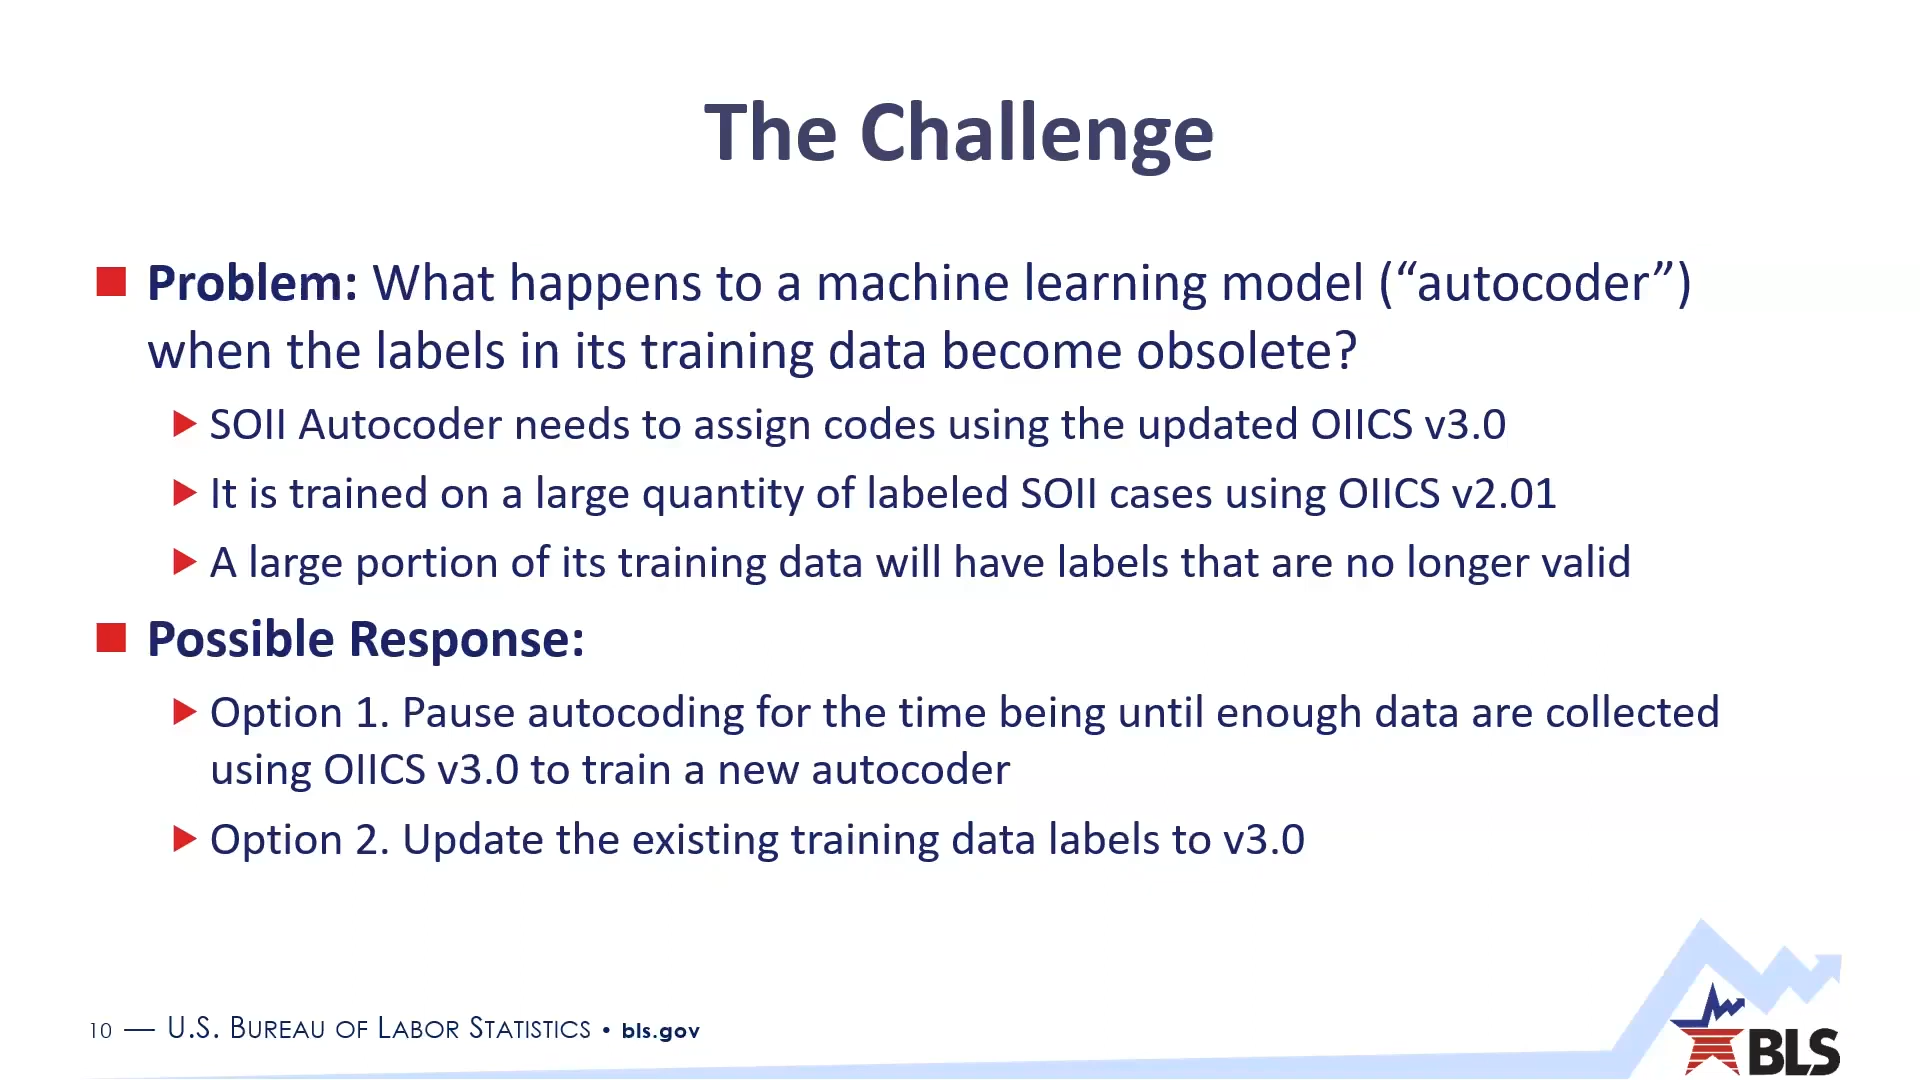 The Challenge
Problem: What happens to a machine learning model (“autocoder”)
when the labels in its training data become obsolete?
SOII Autocoder needs to assign codes using the updated OIICS v3.0
It is trained on a large quantity of labeled SOII cases using OIICS v2.01
A large portion of its training data will have labels that are no longer valid
Possible Response:
Option 1. Pause autocoding for the time being until enough data are collected
using OIICS v3.0 to train a new autocoder
Option 2. Update the existing training data labels to v3.0
10 — U.S. BUREAU OF LABOR STATISTICS • bls.gov
BLS